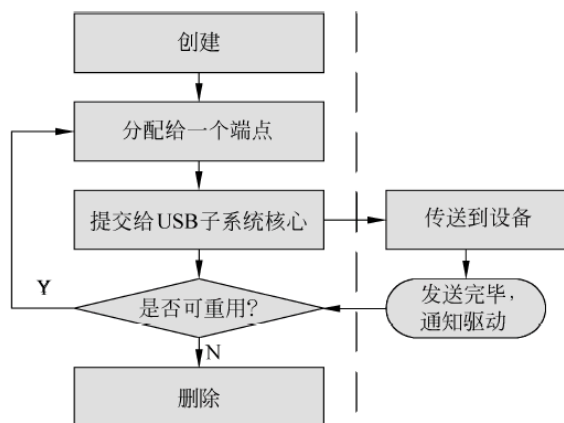 创建
分配给一个端点
提交给USB子系统核心
传送到设备
Y
是否可重用?
发送完毕,
通知驱动
N
删除